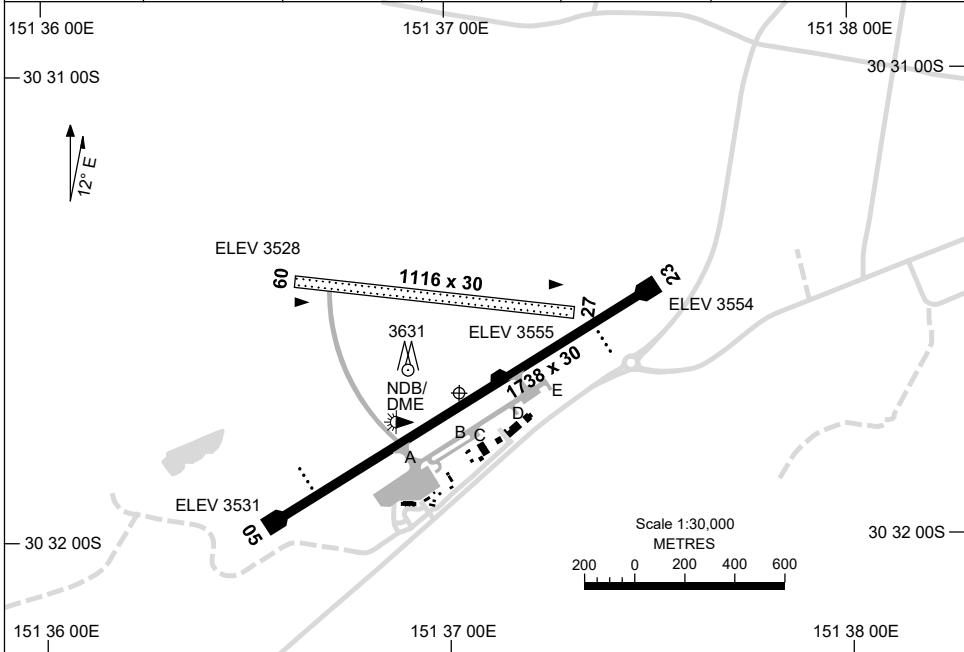 151 36 00E
151 37 00E
151 38 00E
30 31 00S
30 31 00S
12° E
ELEV 3528
09
1116 x 30
27
23
ELEV 3554
3631
ELEV 3555
NDB/
DME
1738 x 30
E
D
B
C
A
ELEV 3531
05
30 32 00S
30 32 00S
Scale 1:30,000
METRES
200 0 200 400 600
151 36 00E
151 37 00E
151 38 00E